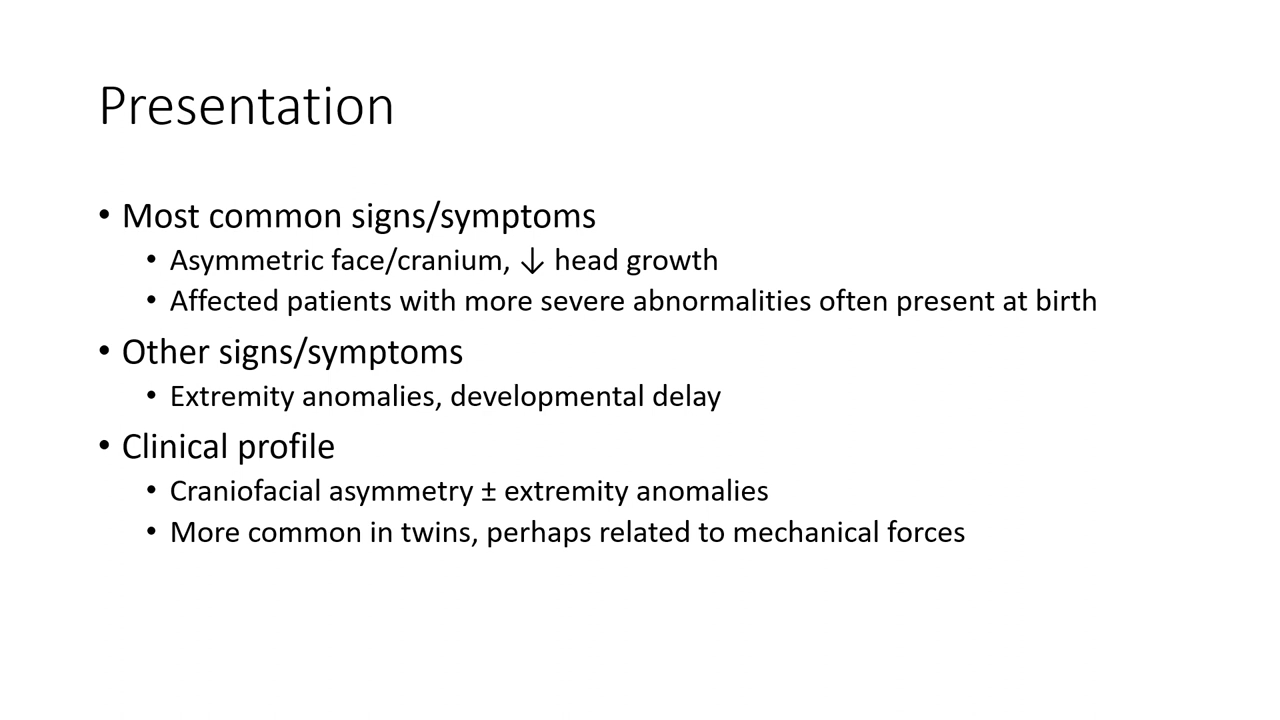 Presentation
• Most common signs/symptoms
• Asymmetric face/cranium, ↓ head growth
• Affected patients with more severe abnormalities often present at birth
• Other signs/symptoms
• Extremity anomalies, developmental delay
• Clinical profile
• Craniofacial asymmetry ± extremity anomalies
• More common in twins, perhaps related to mechanical forces